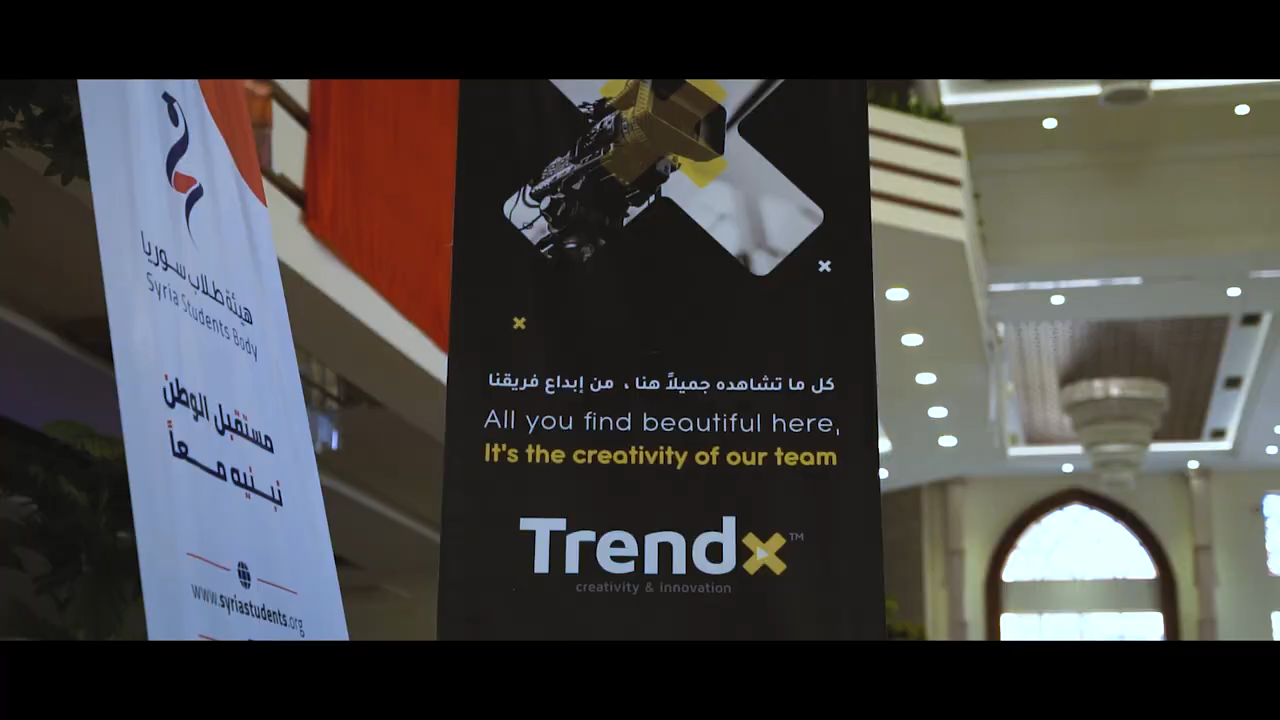 هيئة طلاب سوريا
Syria Students Body
مستقبل الوطن
نبنيه معاً
www.syriastudents.org
كل ما تشاهده جميلاً هنا ، من إبداع فريقنا
All you find beautiful here,
It's the creativity of our team
Trendx™
creativity & innovation